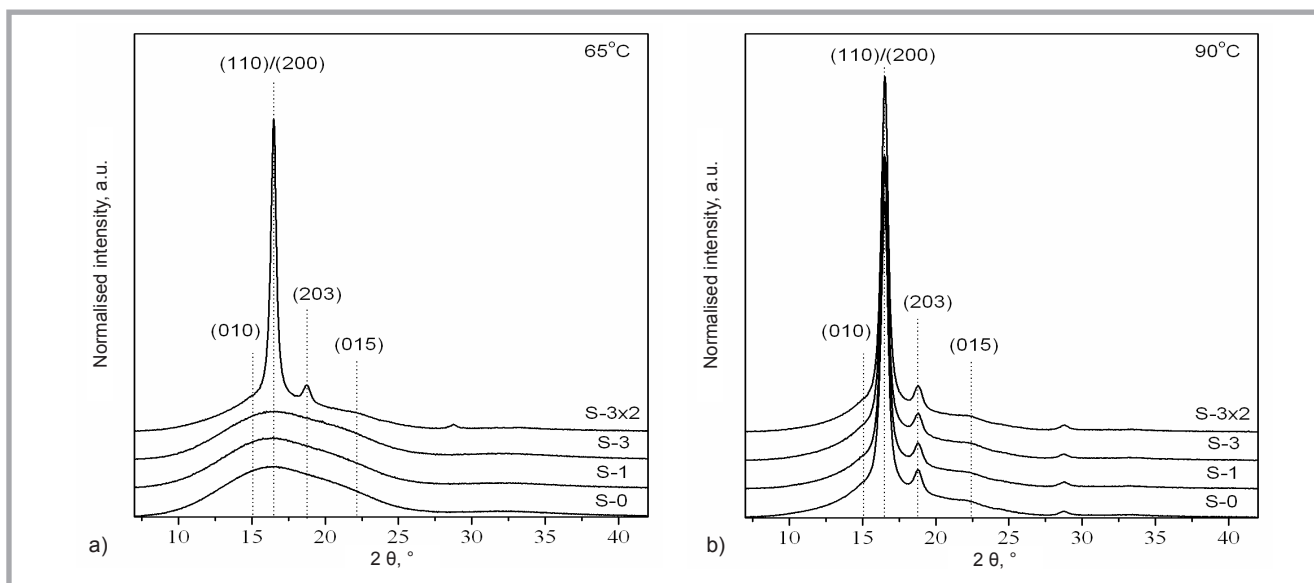 65°C
(110)/(200)
(203)
(010)
(015)
S-3x2
S-3
S-1
S-0
Normalised intensity, a.u.
10 15 20 25 30 35 40
2 θ, °
a)
90°C
(110)/(200)
(203)
(010)
(015)
S-3x2
S-3
S-1
S-0
Normalised intensity, a.u.
10 15 20 25 30 35 40
2 θ, °
b)